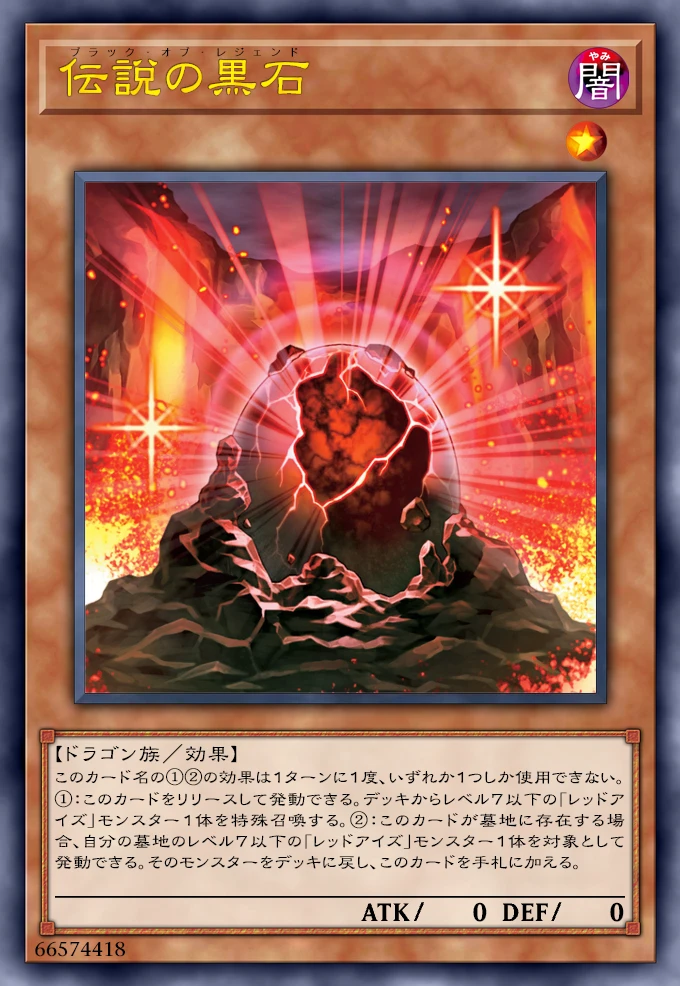 ブラック・オブ・レジェンド
伝説の黒石
やみ
闇
【ドラゴン族／効果】
このカード名の①②の効果は1ターンに1度、いずれか1つしか使用できない。
①：このカードをリリースして発動できる。デッキからレベル7以下の「レッドア
イズ」モンスター1体を特殊召喚する。②：このカードが墓地に存在する場
合、自分の墓地のレベル7以下の「レッドアイズ」モンスター1体を対象として
発動できる。そのモンスターをデッキに戻し、このカードを手札に加える。
ATK/ 0 DEF/ 0
66574418